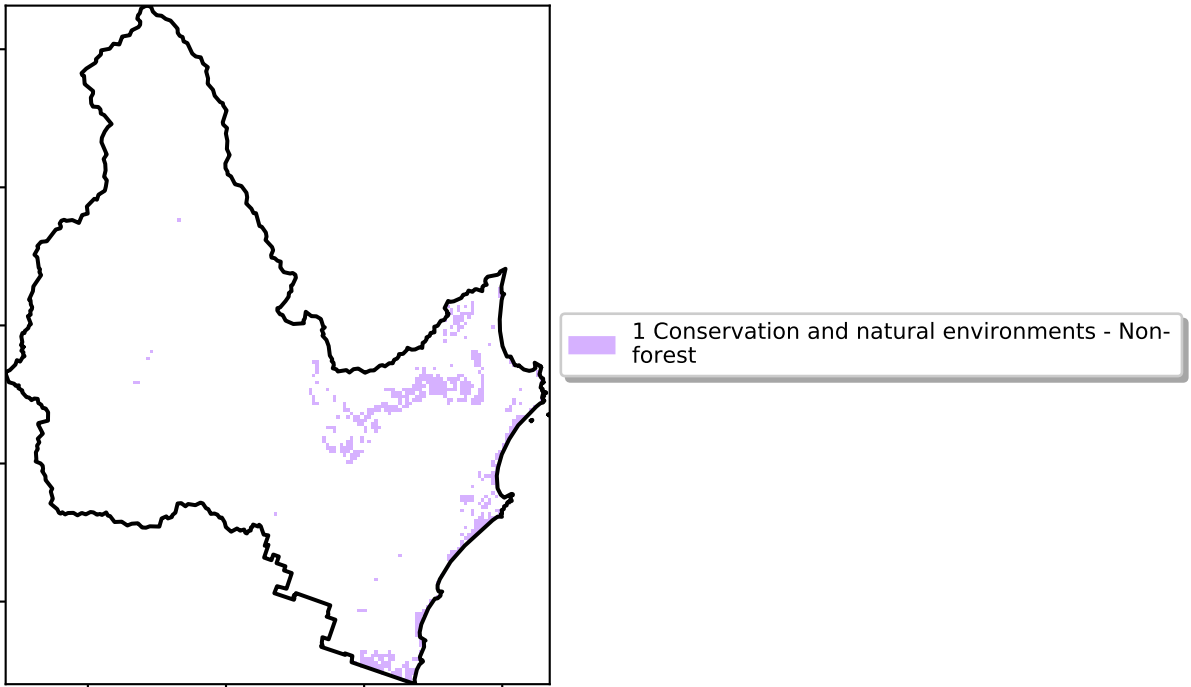 1 Conservation and natural environments - Non-
forest